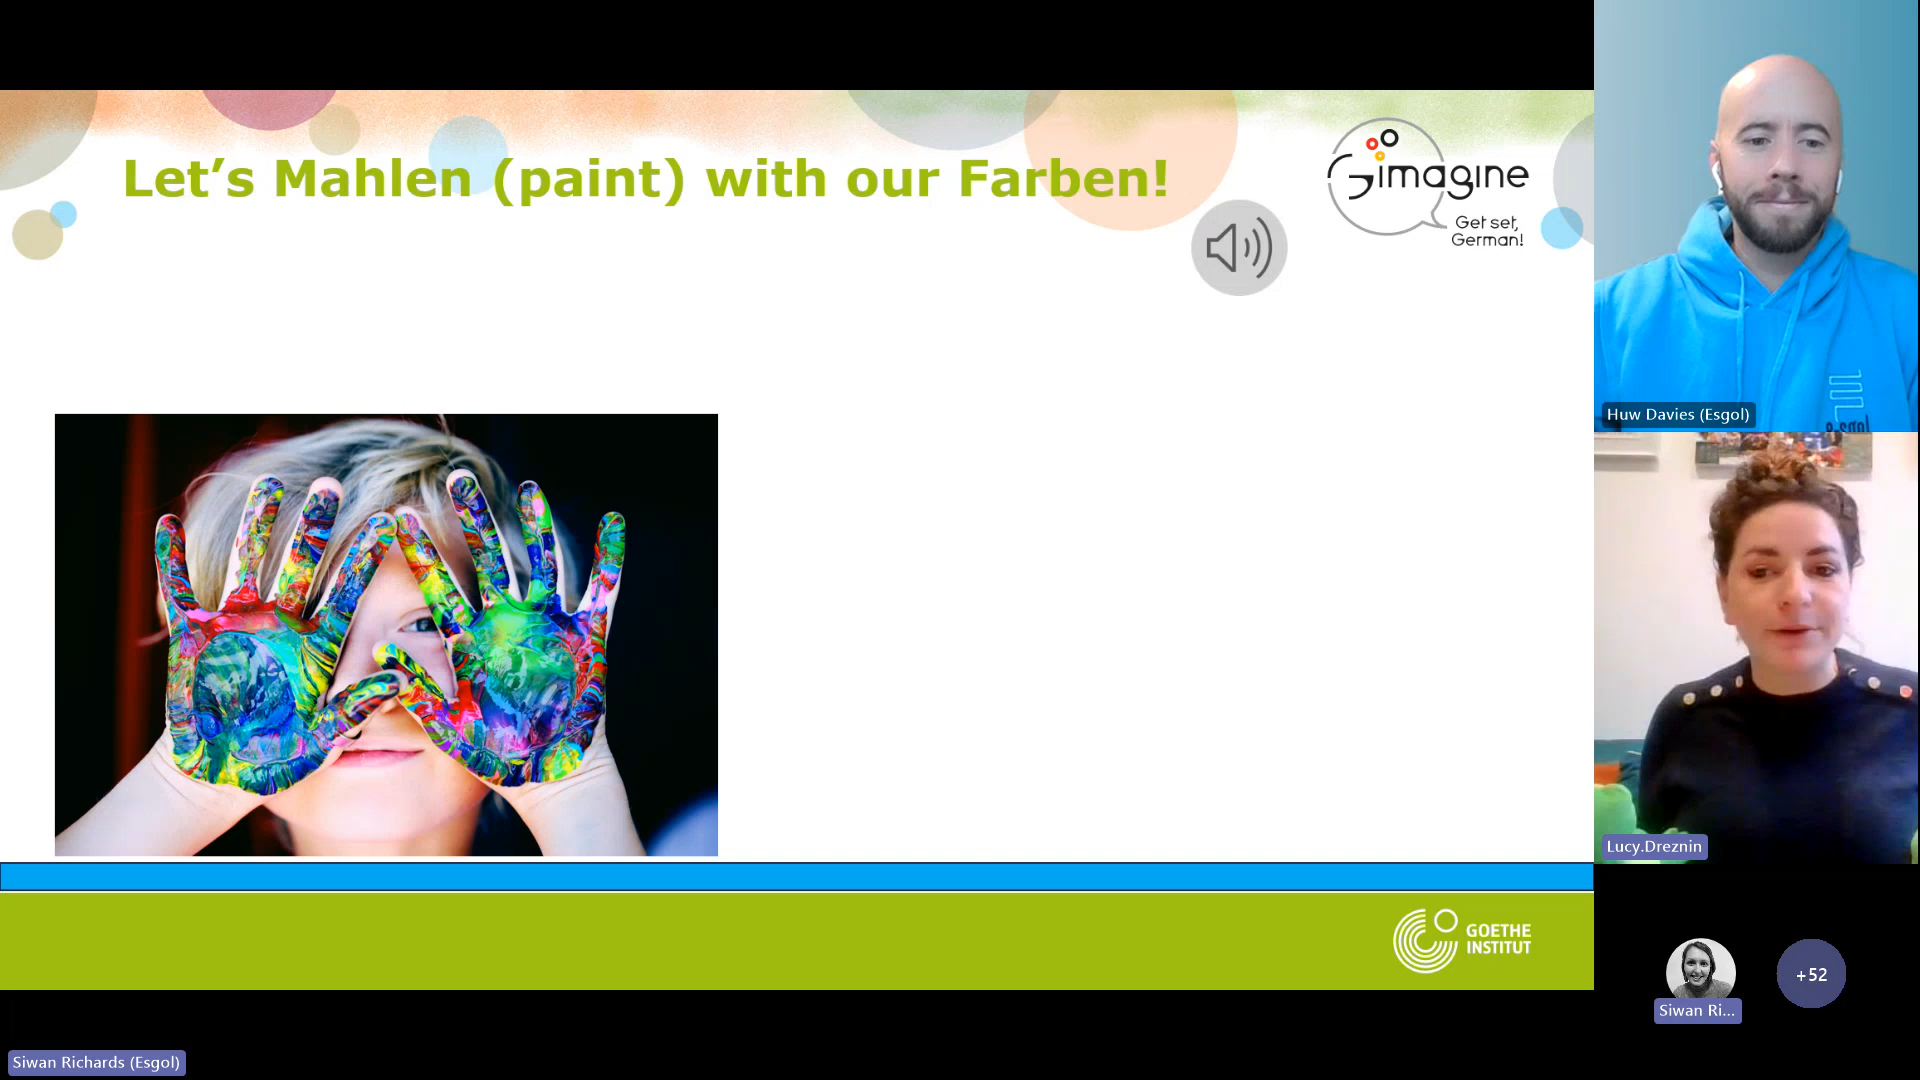 Let’s Mahlen (paint) with our Farben!
Gimagine
Get set,
German!
Huw Davies (Esgol)
Lucy.Dreznin
GOETHE
INSTITUT
Siwan Ri...
+52
Siwan Richards (Esgol)